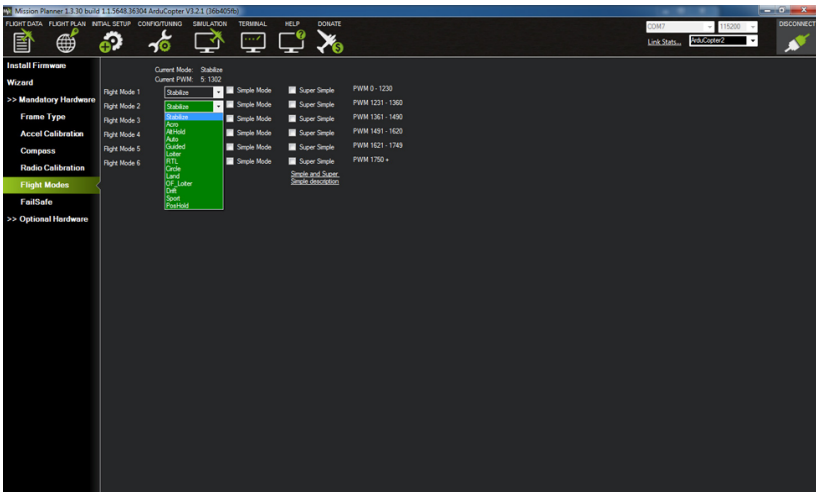 Mission Planner 1.3.30 build 1.1.5648.36304 ArduCopter V3.2.1 (36b405fb)
FLIGHT DATA FLIGHT PLAN INITIAL SETUP CONFIG/TUNING SIMULATION TERMINAL HELP DONATE
COM7 115200 DISCONNECT
Link Stats... ArduCopter2
Install Firmware
Wizard
>> Mandatory Hardware
Frame Type
Accel Calibration
Compass
Radio Calibration
Flight Modes
FailSafe
>> Optional Hardware
Current Mode: Stabilize
Current PWM: 5: 1302
Flight Mode 1 Stabilize Simple Mode Super Simple PWM 0 - 1230
Flight Mode 2 Stabilize Simple Mode Super Simple PWM 1231 - 1360
Flight Mode 3 Simple Mode Super Simple PWM 1361 - 1490
Flight Mode 4 Simple Mode Super Simple PWM 1491 - 1620
Flight Mode 5 Simple Mode Super Simple PWM 1621 - 1749
Flight Mode 6 Simple Mode Super Simple PWM 1750 +
Stabilize
Acro
AltHold
Auto
Guided
Loiter
RTL
Circle
Land
OF_Loiter
Drift
Sport
PosHold
Simple and Super
Simple description